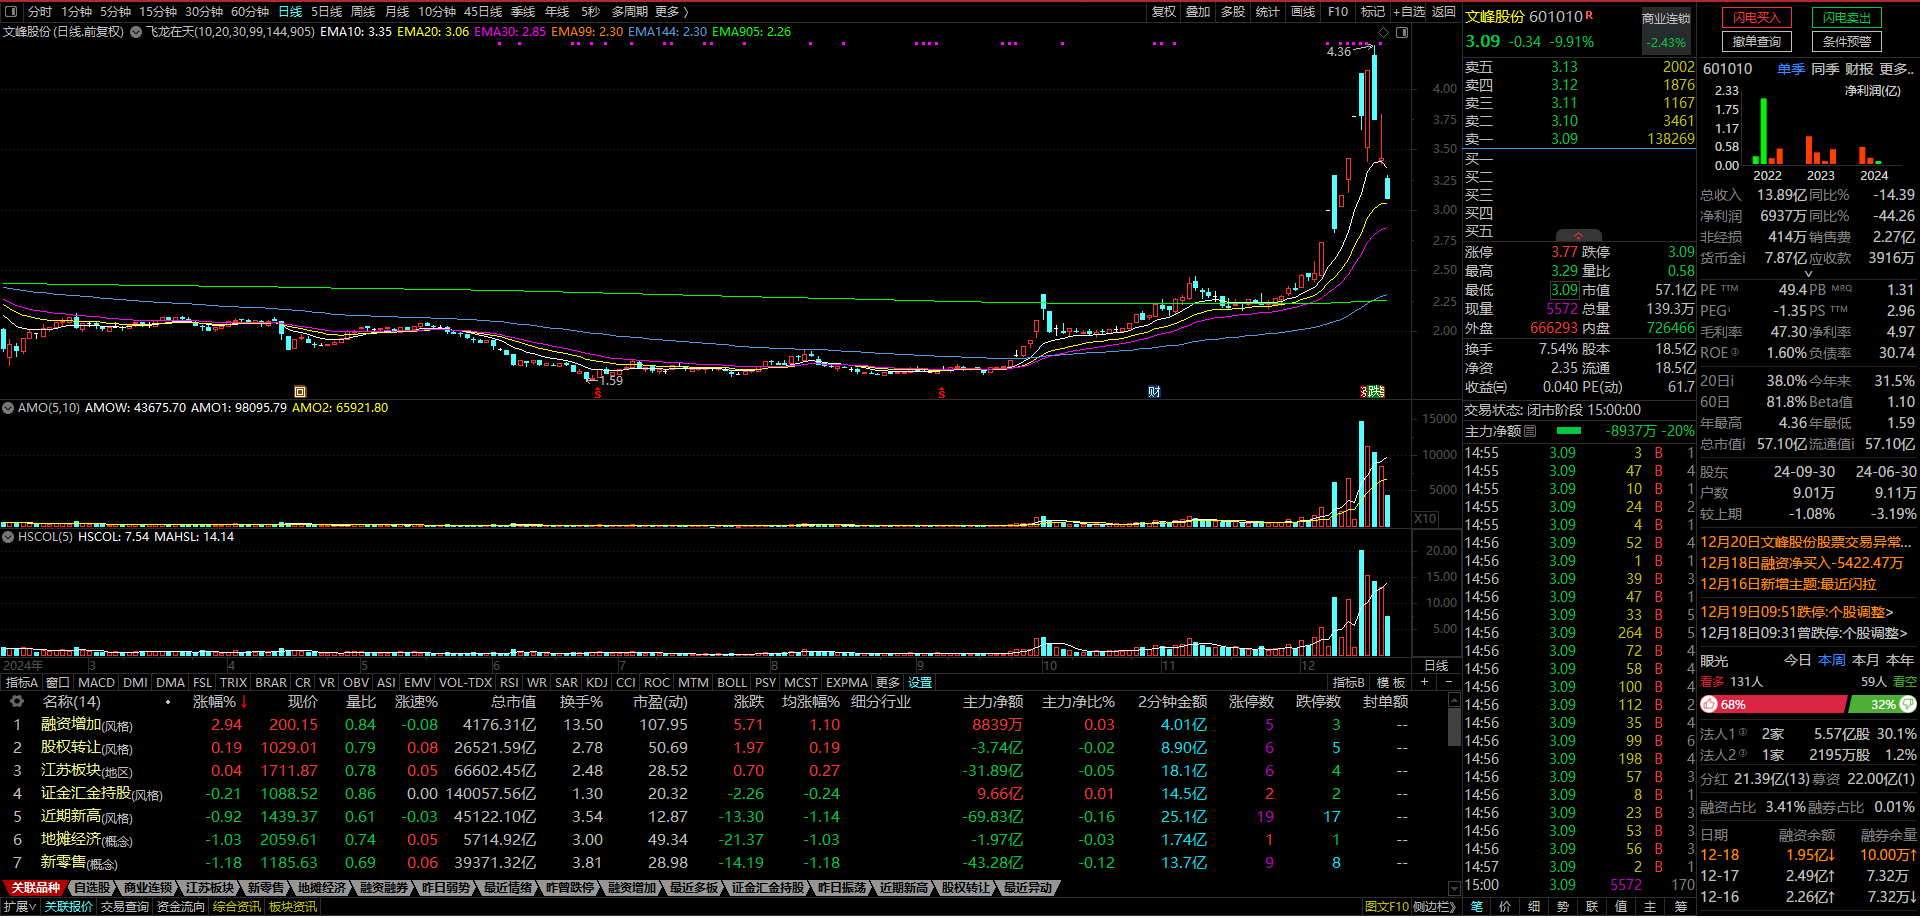 分时 1分钟 5分钟 15分钟 30分钟 60分钟 日线 5日线 周线 月线 10分钟 45日线 季线 年线 5秒 多周期 更多 〉 复权 叠加 多股 统计 画线 F10 标记 +自选 返回
文峰股份 (日线,前复权) 飞龙在天(10,20,30,99,144,905) EMA10: 3.35 EMA20: 3.06 EMA30: 2.85 EMA99: 2.30 EMA144: 2.30 EMA905: 2.26
4.36
4.00
3.75
3.50
3.25
3.00
2.75
2.50
2.25
2.00
1.59
回 S S 财 跌
AMO(5,10) AMOW: 43675.70 AMO1: 98095.79 AMO2: 65921.80
15000
10000
5000
X10
HSCOL(5) HSCOL: 7.54 MAHSL: 14.14
20.00
15.00
10.00
5.00
2024年 3 4 5 6 7 8 9 10 11 12 日线
指标A 窗口 MACD DMI DMA FSL TRIX BRAR CR VR OBV ASI EMV VOL-TDX RSI WR SAR KDJ CCI ROC MTM BOLL PSY MCST EXPMA 更多 设置 指标B 模板 + −
名称(14) 涨幅%↓ 现价 量比 涨速% 总市值 换手% 市盈(动) 涨跌 均涨幅% 细分行业 主力净额 主力净比% 2分钟金额 涨停数 跌停数 封单额
1 融资增加(风格) 2.94 200.15 0.84 -0.08 4176.31亿 13.50 107.95 5.71 1.10 8839万 0.03 4.01亿 5 3 --
2 股权转让(风格) 0.19 1029.01 0.79 0.08 26521.59亿 2.78 50.69 1.97 0.19 -3.74亿 -0.02 8.90亿 6 5 --
3 江苏板块(地区) 0.04 1711.87 0.78 0.05 66602.45亿 2.48 28.52 0.70 0.27 -31.89亿 -0.05 18.1亿 6 4 --
4 证金汇金持股(风格) -0.21 1088.52 0.86 0.00 140057.56亿 1.30 20.32 -2.26 -0.24 9.66亿 0.01 14.5亿 2 2 --
5 近期新高(风格) -0.92 1439.37 0.61 -0.03 45122.10亿 3.54 12.87 -13.30 -1.14 -69.83亿 -0.16 25.1亿 19 17 --
6 地摊经济(概念) -1.03 2059.61 0.74 0.05 5714.92亿 3.00 49.34 -21.37 -1.03 -1.97亿 -0.03 1.74亿 1 1 --
7 新零售(概念) -1.18 1185.63 0.69 0.06 39371.32亿 3.81 28.98 -14.19 -1.18 -43.28亿 -0.12 13.7亿 9 8 --
关联品种 自选股 商业连锁 江苏板块 新零售 地摊经济 融资融券 昨日弱势 最近情绪 昨曾跌停 融资增加 最近多板 证金汇金持股 昨日振荡 近期新高 股权转让 最近异动
扩展∨ 关联报价 交易查询 资金流向 综合资讯 板块资讯 图文F10 侧边栏》
文峰股份 601010 R 商业连锁
3.09 -0.34 -9.91% -2.43%
卖五 3.13 2002
卖四 3.12 1876
卖三 3.11 1167
卖二 3.10 3461
卖一 3.09 138269
买一
买二
买三
买四
买五
涨停 3.77 跌停 3.09
最高 3.29 量比 0.58
最低 3.09 市值 57.1亿
现量 5572 总量 139.3万
外盘 666293 内盘 726466
换手 7.54% 股本 18.5亿
净资 2.35 流通 18.5亿
收益㈢ 0.040 PE(动) 61.7
交易状态: 闭市阶段 15:00:00
主力净额 -8937万 -20%
14:55 3.09 3 B 1
14:55 3.09 47 B 4
14:55 3.09 10 B 1
14:55 3.09 24 B 2
14:55 3.09 4 B 1
14:56 3.09 52 B 4
14:56 3.09 1 B 1
14:56 3.09 39 B 3
14:56 3.09 47 B 1
14:56 3.09 33 B 5
14:56 3.09 264 B 5
14:56 3.09 72 B 4
14:56 3.09 58 B 4
14:56 3.09 100 B 4
14:56 3.09 112 B 2
14:56 3.09 35 B 4
14:56 3.09 99 B 6
14:56 3.09 198 B 4
14:56 3.09 57 B 3
14:56 3.09 8 B 1
14:56 3.09 23 B 3
14:56 3.09 53 B 3
14:56 3.09 56 B 3
14:57 3.09 2 B 1
15:00 3.09 5572 170
笔 价 细 势 联 值 主 筹
闪电买入 闪电卖出
撤单查询 条件预警
601010 单季 同季 财报 更多..
净利润(亿)
2.33
1.75
1.17
0.58
0.00
2022 2023 2024
总收入 13.89亿 同比% -14.39
净利润 6937万 同比% -44.26
非经损 414万 销售费 2.27亿
货币金i 7.87亿 应收款 3916万
PE TTM 49.4 PB MRQ 1.31
PEG i -1.35 PS TTM 2.96
毛利率 47.30 净利率 4.97
ROE③ 1.60% 负债率 30.74
20日i 38.0% 今年来 31.5%
60日 81.8% Beta值 1.10
年最高 4.36 年最低 1.59
总市值i 57.10亿 流通值i 57.10亿
股东 24-09-30 24-06-30
户数 9.01万 9.11万
较上期 -1.08% -3.19%
12月20日文峰股份股票交易异常...
12月18日融资净买入-5422.47万
12月16日新增主题:最近闪拉
12月19日09:51跌停:个股调整>
12月18日09:31曾跌停:个股调整>
眼光 今日 本周 本月 本年
看多 131人 59人 看空
68% 32%
法人1③ 2家 5.57亿股 30.1%
法人2③ 1家 2195万股 1.2%
分红 21.39亿(13) 募资 22.00亿(1)
融资占比 3.41% 融券占比 0.01%
日期 融资余额 融券余量
12-18 1.95亿↓ 10.00万↑
12-17 2.49亿↑ 7.32万
12-16 2.26亿↑ 7.32万↓